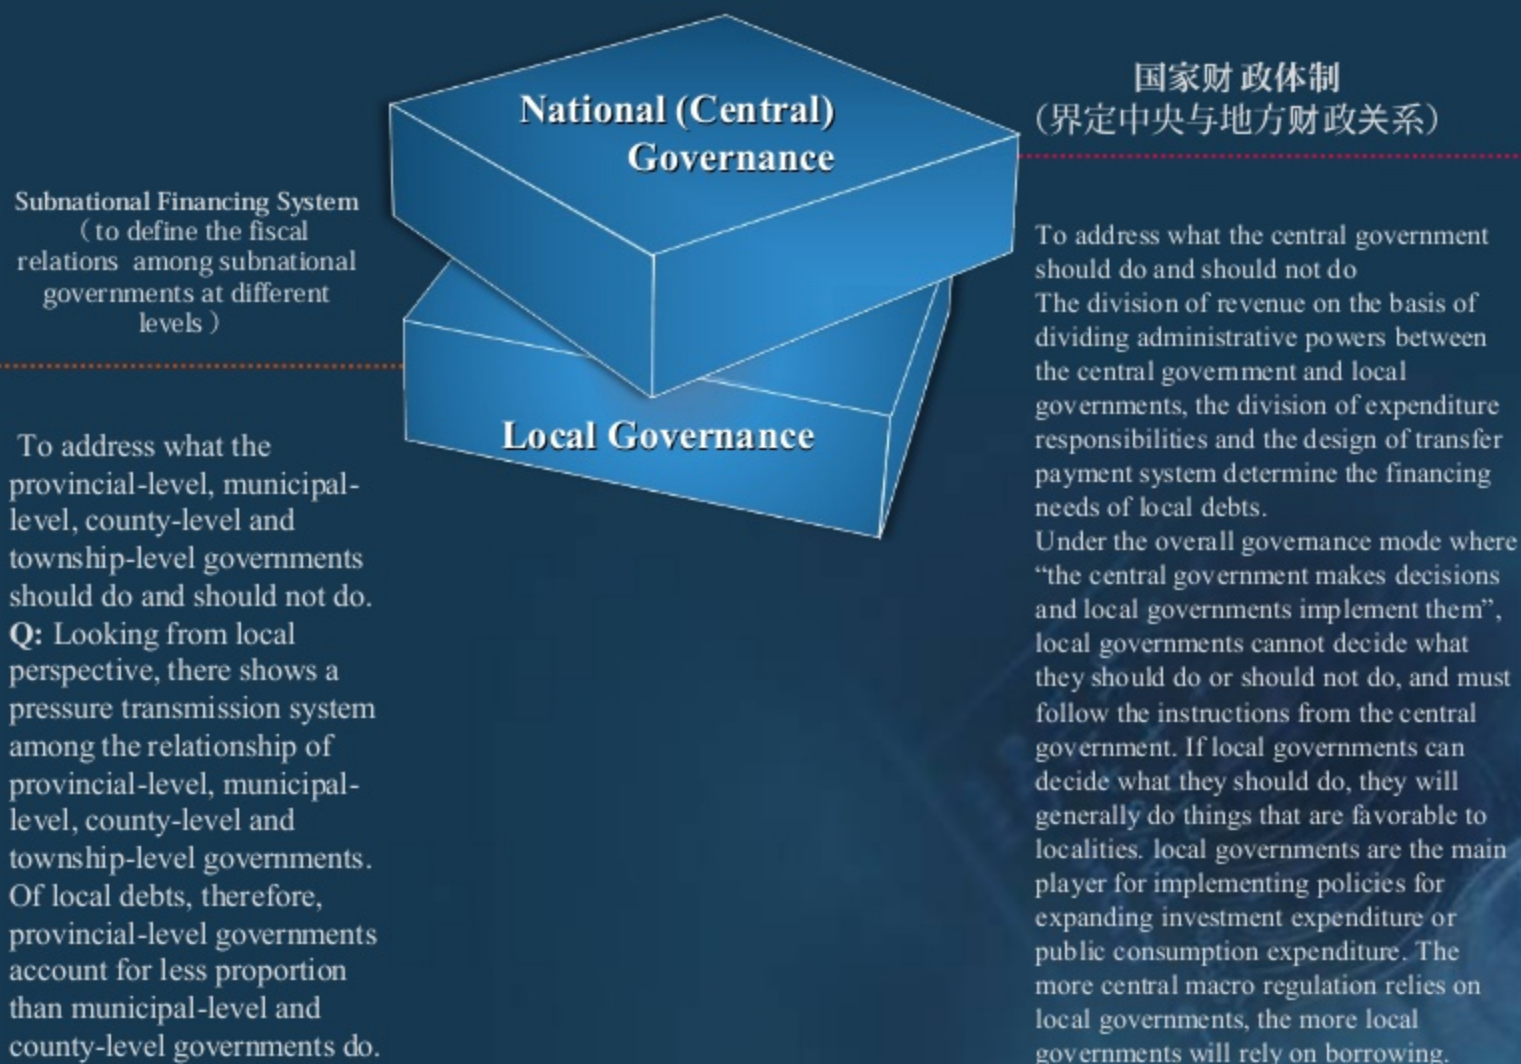 National (Central)
Governance
Local Governance
Subnational Financing System
（to define the fiscal
relations among subnational
governments at different
levels）
To address what the
provincial-level, municipal-
level, county-level and
township-level governments
should do and should not do.
Q: Looking from local
perspective, there shows a
pressure transmission system
among the relationship of
provincial-level, municipal-
level, county-level and
township-level governments.
Of local debts, therefore,
provincial-level governments
account for less proportion
than municipal-level and
county-level governments do.
国家财政体制
（界定中央与地方财政关系）
To address what the central government
should do and should not do
The division of revenue on the basis of
dividing administrative powers between
the central government and local
governments, the division of expenditure
responsibilities and the design of transfer
payment system determine the financing
needs of local debts.
Under the overall governance mode where
“the central government makes decisions
and local governments implement them”,
local governments cannot decide what
they should do or should not do, and must
follow the instructions from the central
government. If local governments can
decide what they should do, they will
generally do things that are favorable to
localities. local governments are the main
player for implementing policies for
expanding investment expenditure or
public consumption expenditure. The
more central macro regulation relies on
local governments, the more local
governments will rely on borrowing.